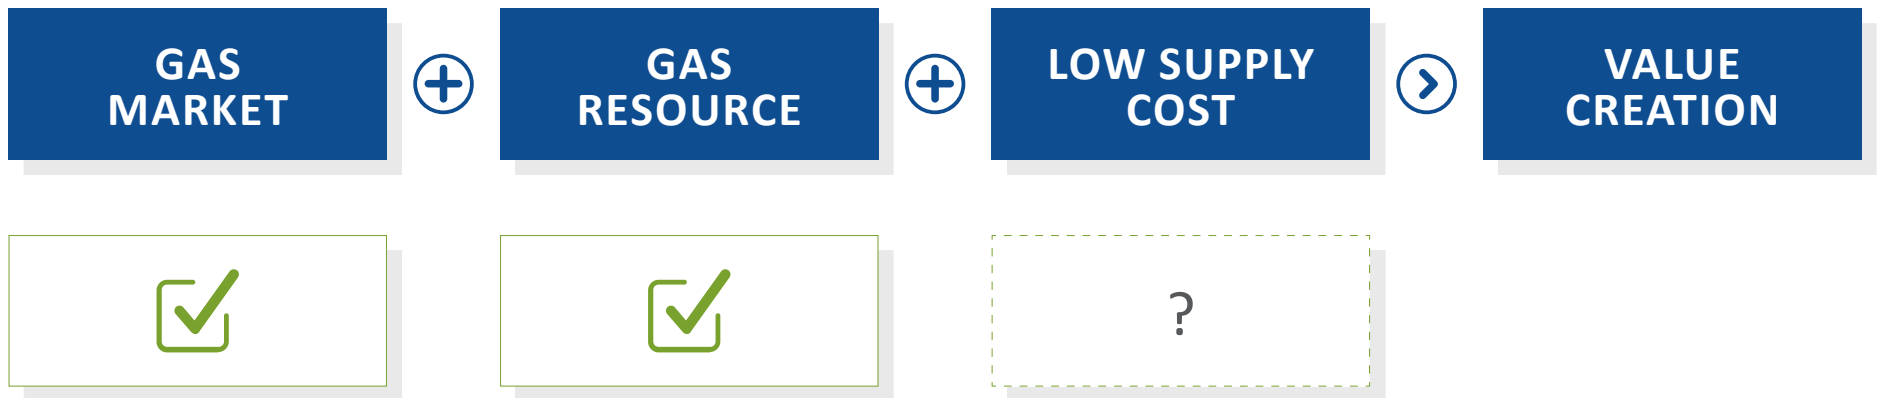 GAS
MARKET
GAS
RESOURCE
LOW SUPPLY
COST
VALUE
CREATION
?